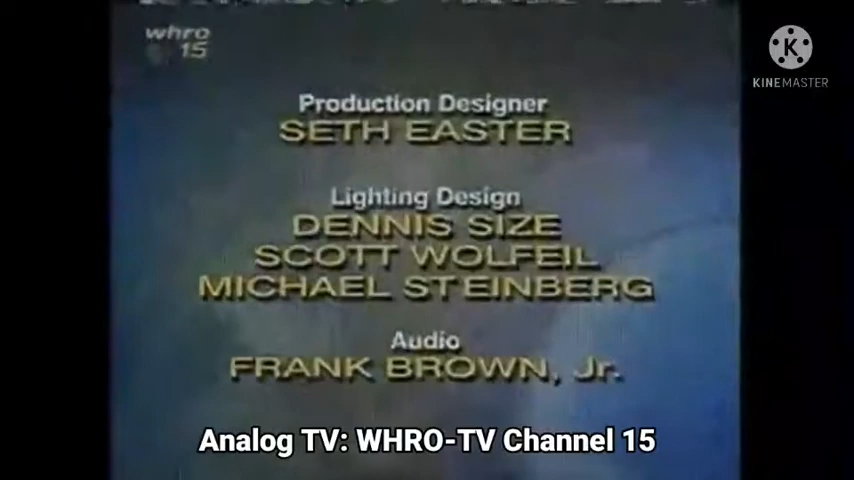 whro
15
KINEMASTER
Production Designer
SETH EASTER
Lighting Design
DENNIS SIZE
SCOTT WOLFEIL
MICHAEL STEINBERG
Audio
FRANK BROWN, Jr.
Analog TV: WHRO-TV Channel 15